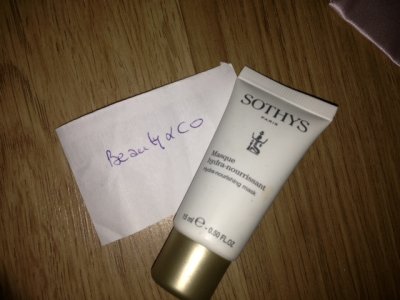 Beauty & Co
SOTHYS
PARIS
Masque
hydra-nourrissant
Hydra-nourishing mask
15 ml ℮ - 0.50 FL.OZ